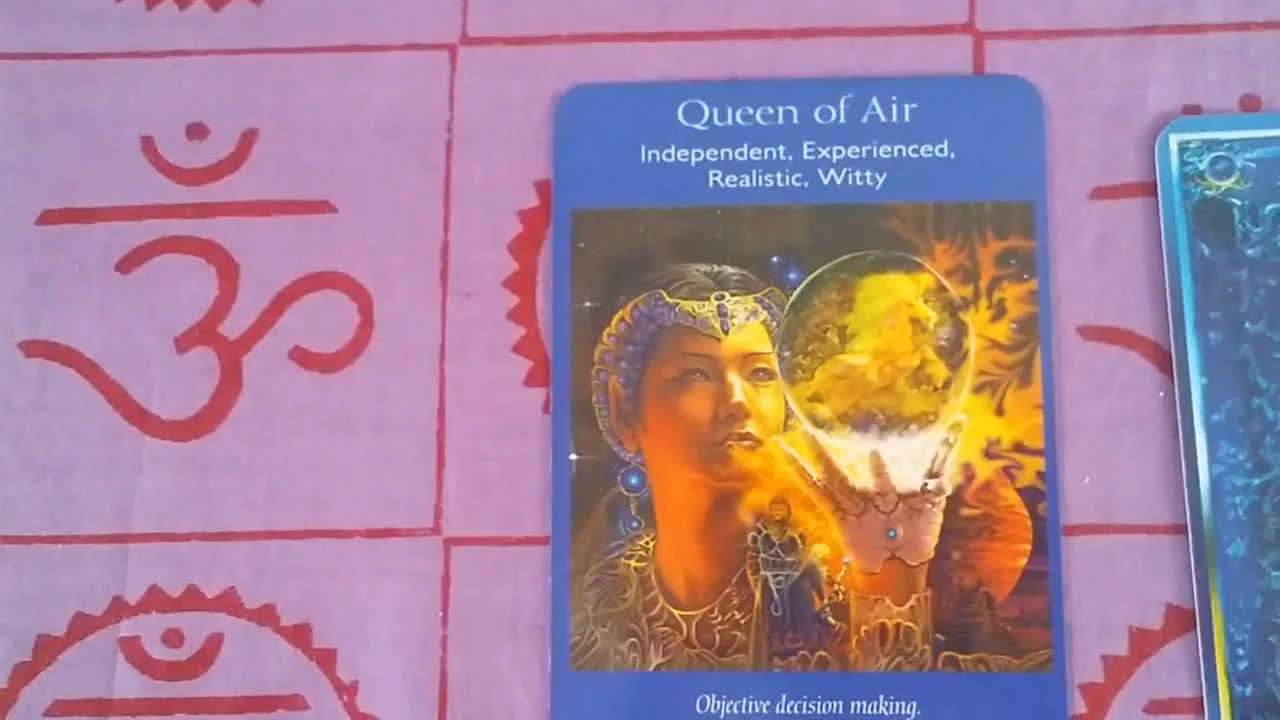 ॐ
Queen of Air
Independent, Experienced,
Realistic, Witty
Objective decision making.